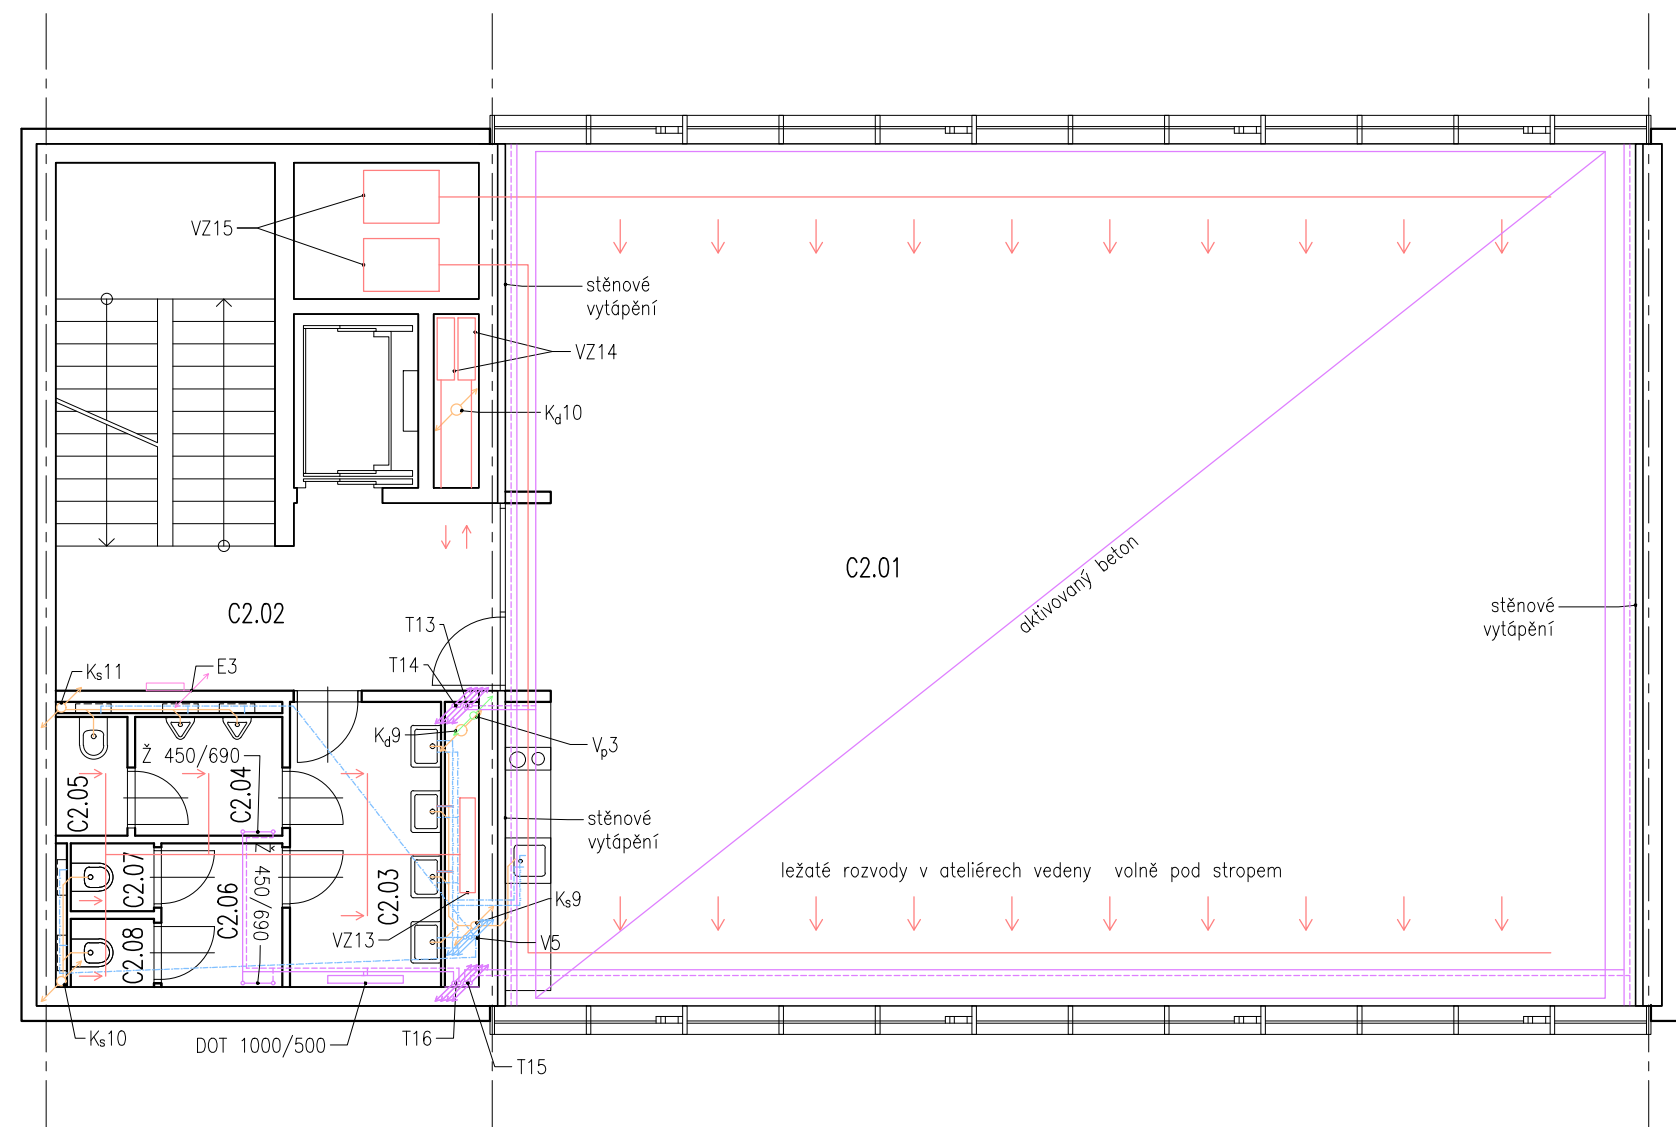 VZ15
stěnové
vytápění
VZ14
Kd10
C2.01
aktivovaný beton
C2.02
stěnové
vytápění
T13
T14
E3
Ks11
Kd9
Vp3
Ž 450/690
C2.05
C2.04
stěnové
vytápění
ležaté rozvody v ateliérech vedeny volně pod stropem
C2.07
C2.06
Ž 450/690
C2.03
Ks9
C2.08
VZ13
V5
Ks10
DOT 1000/500
T16
T15